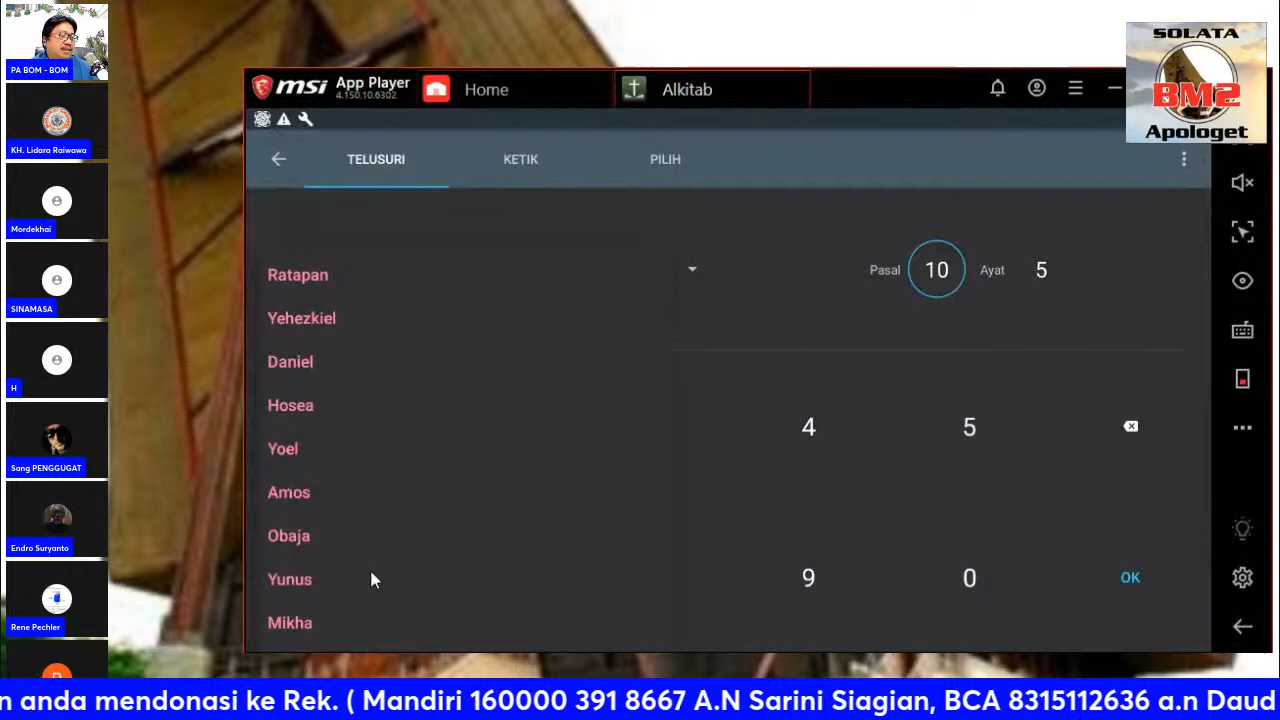 PA BOM - BOM
KH. Lidara Raiwawa
Mordekhai
SINAMASA
H
Sang PENGGUGAT
Endro Suryanto
Rene Pechler
msi App Player
4.150.10.6302
Home
Alkitab
SOLATA
BM2
Apologet
TELUSURI
KETIK
PILIH
Ratapan
Yehezkiel
Daniel
Hosea
Yoel
Amos
Obaja
Yunus
Mikha
Pasal 10 Ayat 5
4 5
9 0 OK
n anda mendonasi ke Rek. ( Mandiri 160000 391 8667 A.N Sarini Siagian, BCA 8315112636 a.n Daud